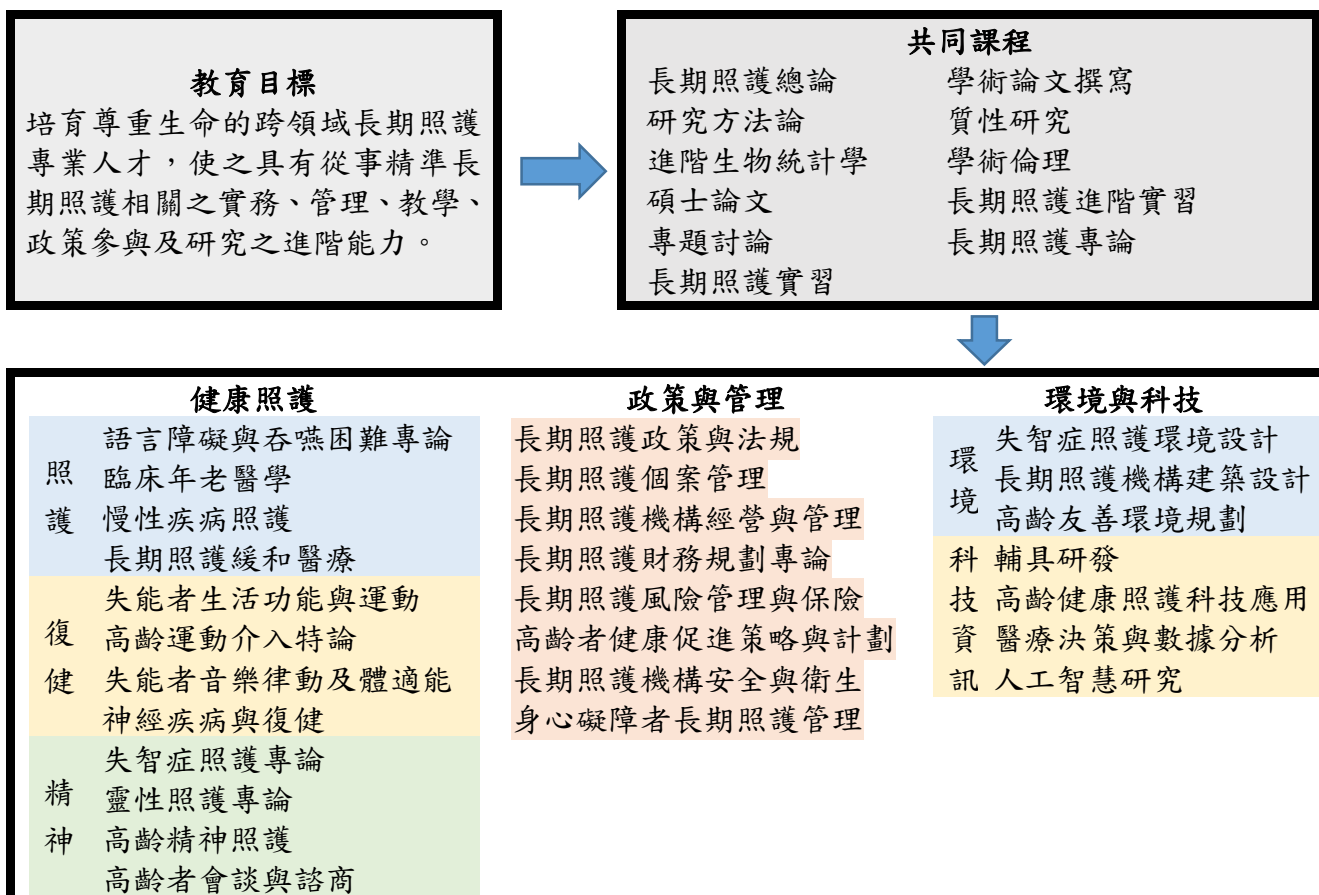 教育目標
培育尊重生命的跨領域長期照護
專業人才，使之具有從事精準長
期照護相關之實務、管理、教學、
政策參與及研究之進階能力。
共同課程
長期照護總論
研究方法論
進階生物統計學
碩士論文
專題討論
長期照護實習
學術論文撰寫
質性研究
學術倫理
長期照護進階實習
長期照護專論
健康照護
照護
語言障礙與吞嚥困難專論
臨床年老醫學
慢性疾病照護
長期照護緩和醫療
復健
失能者生活功能與運動
高齡運動介入特論
失能者音樂律動及體適能
神經疾病與復健
精神
失智症照護專論
靈性照護專論
高齡精神照護
高齡者會談與諮商
政策與管理
長期照護政策與法規
長期照護個案管理
長期照護機構經營與管理
長期照護財務規劃專論
長期照護風險管理與保險
高齡者健康促進策略與計劃
長期照護機構安全與衛生
身心礙障者長期照護管理
環境與科技
環境
失智症照護環境設計
長期照護機構建築設計
高齡友善環境規劃
科技資訊
輔具研發
高齡健康照護科技應用
醫療決策與數據分析
人工智慧研究